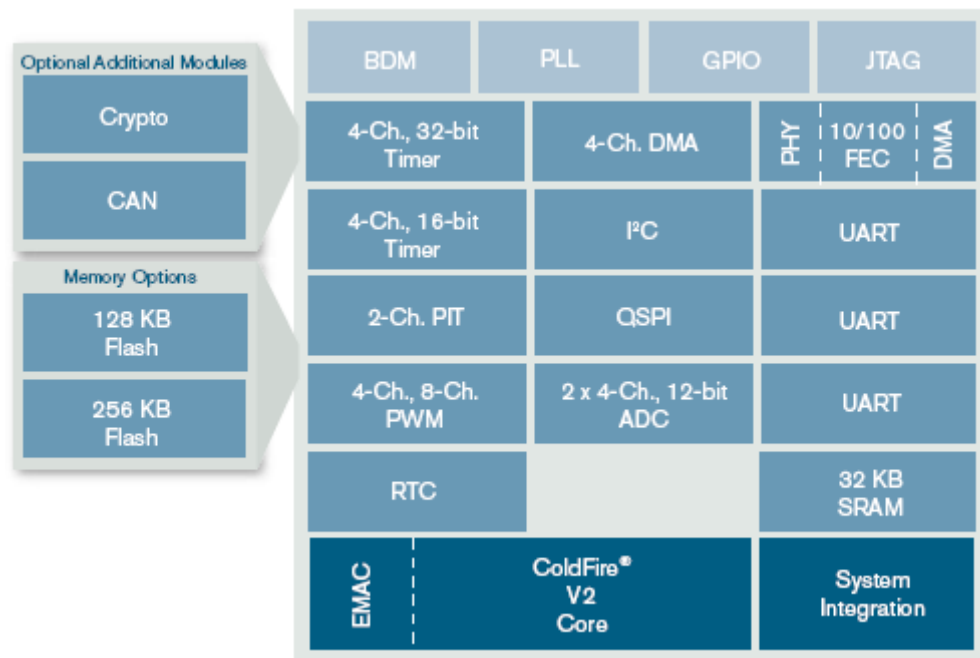 Optional Additional Modules
Crypto
CAN
Memory Options
128 KB
Flash
256 KB
Flash
BDM
PLL
GPIO
JTAG
4-Ch., 32-bit
Timer
4-Ch. DMA
PHY
10/100
FEC
DMA
4-Ch., 16-bit
Timer
I²C
UART
2-Ch. PIT
QSPI
UART
4-Ch., 8-Ch.
PWM
2 x 4-Ch., 12-bit
ADC
UART
RTC
32 KB
SRAM
EMAC
ColdFire®
V2
Core
System
Integration